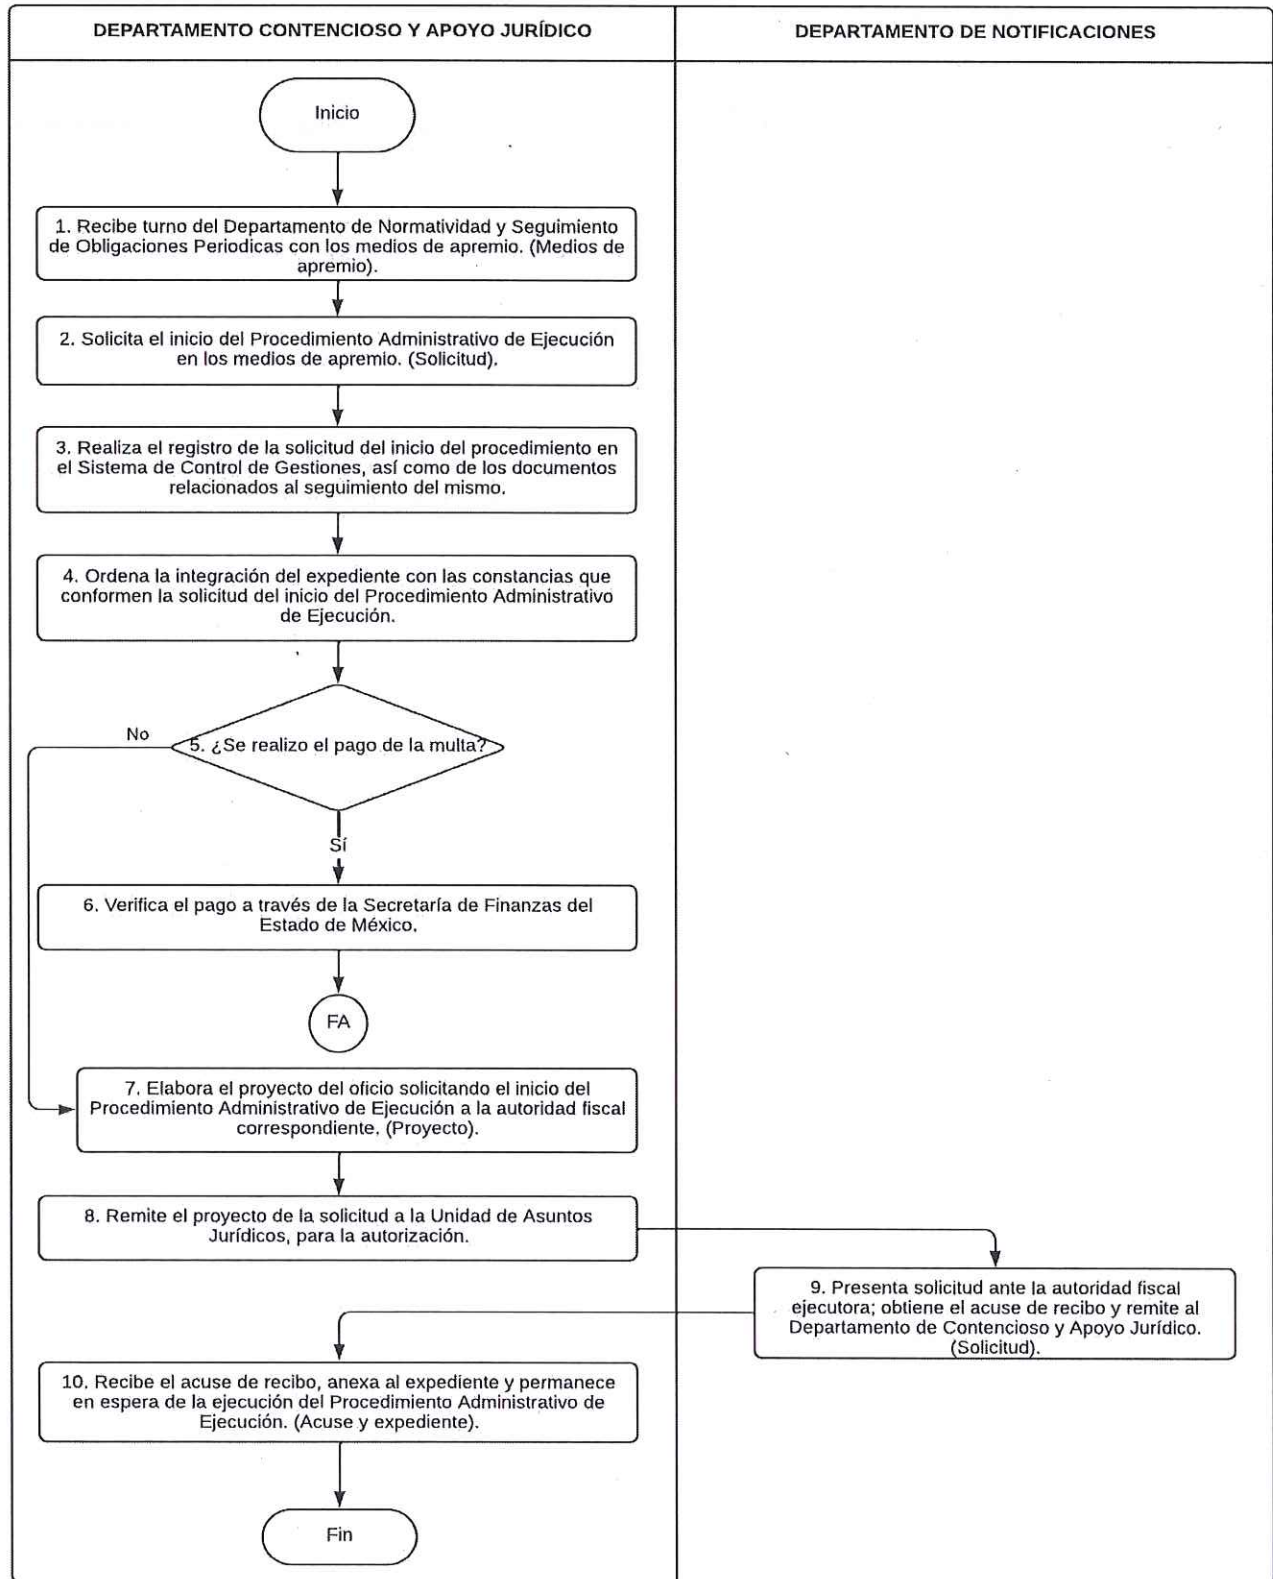 DEPARTAMENTO CONTENCIOSO Y APOYO JURÍDICO
DEPARTAMENTO DE NOTIFICACIONES
Inicio
1. Recibe turno del Departamento de Normatividad y Seguimiento
de Obligaciones Periodicas con los medios de apremio. (Medios de
apremio).
2. Solicita el inicio del Procedimiento Administrativo de Ejecución
en los medios de apremio. (Solicitud).
3. Realiza el registro de la solicitud del inicio del procedimiento en
el Sistema de Control de Gestiones, así como de los documentos
relacionados al seguimiento del mismo.
4. Ordena la integración del expediente con las constancias que
conformen la solicitud del inicio del Procedimiento Administrativo
de Ejecución.
No
5. ¿Se realizo el pago de la multa?
Sí
6. Verifica el pago a través de la Secretaría de Finanzas del
Estado de México.
FA
7. Elabora el proyecto del oficio solicitando el inicio del
Procedimiento Administrativo de Ejecución a la autoridad fiscal
correspondiente. (Proyecto).
8. Remite el proyecto de la solicitud a la Unidad de Asuntos
Jurídicos, para la autorización.
9. Presenta solicitud ante la autoridad fiscal
ejecutora; obtiene el acuse de recibo y remite al
Departamento de Contencioso y Apoyo Jurídico.
(Solicitud).
10. Recibe el acuse de recibo, anexa al expediente y permanece
en espera de la ejecución del Procedimiento Administrativo de
Ejecución. (Acuse y expediente).
Fin